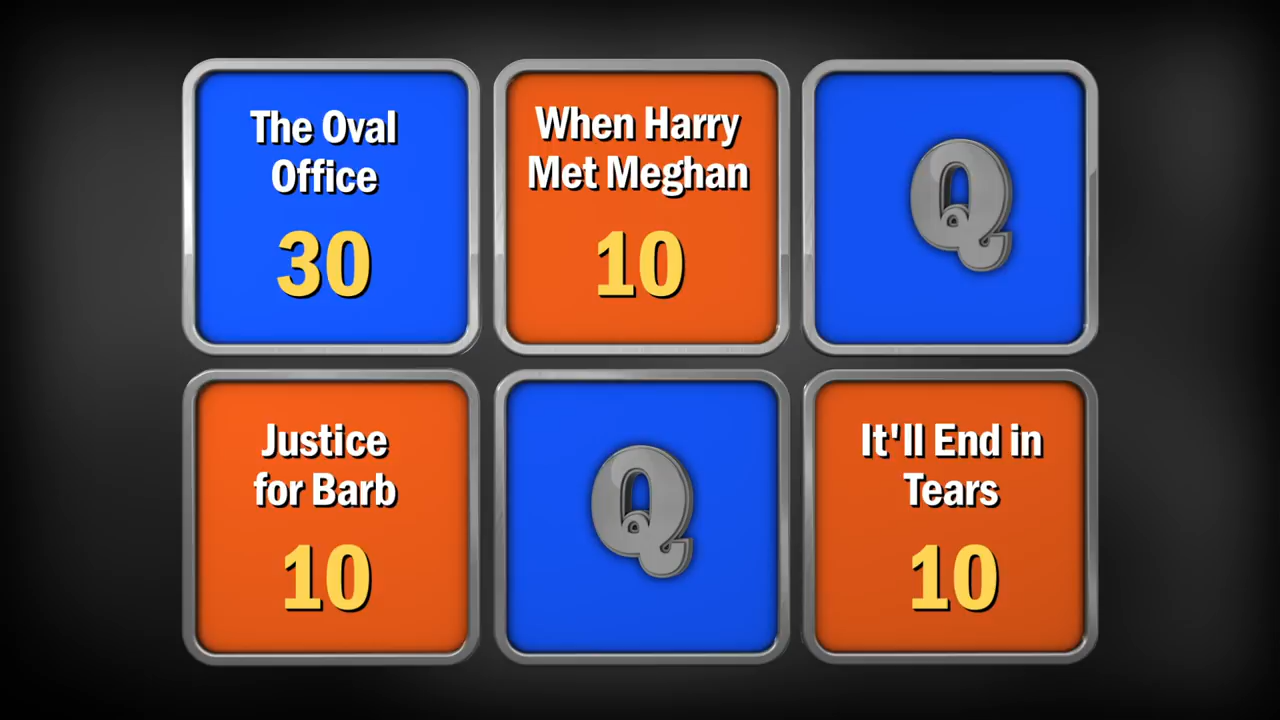 The Oval
Office
30
When Harry
Met Meghan
10
Q
Justice
for Barb
10
Q
It'll End in
Tears
10